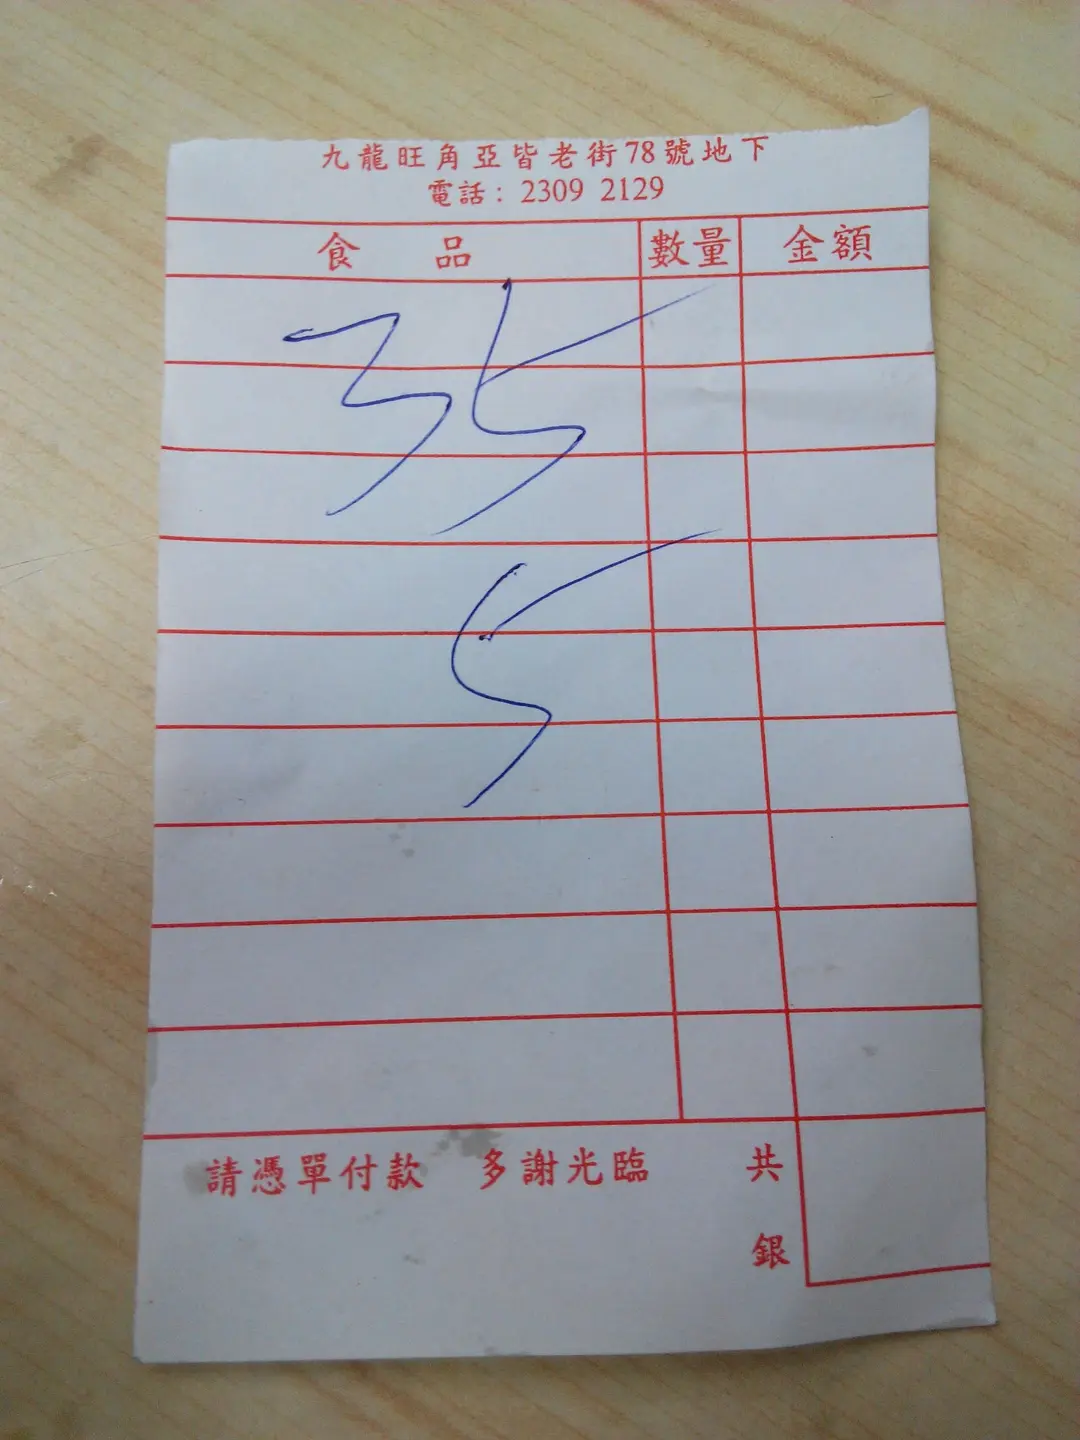 九龍旺角亞皆老街78號地下
電話：2309 2129
食品 數量 金額
35
5
請憑單付款 多謝光臨 共
銀